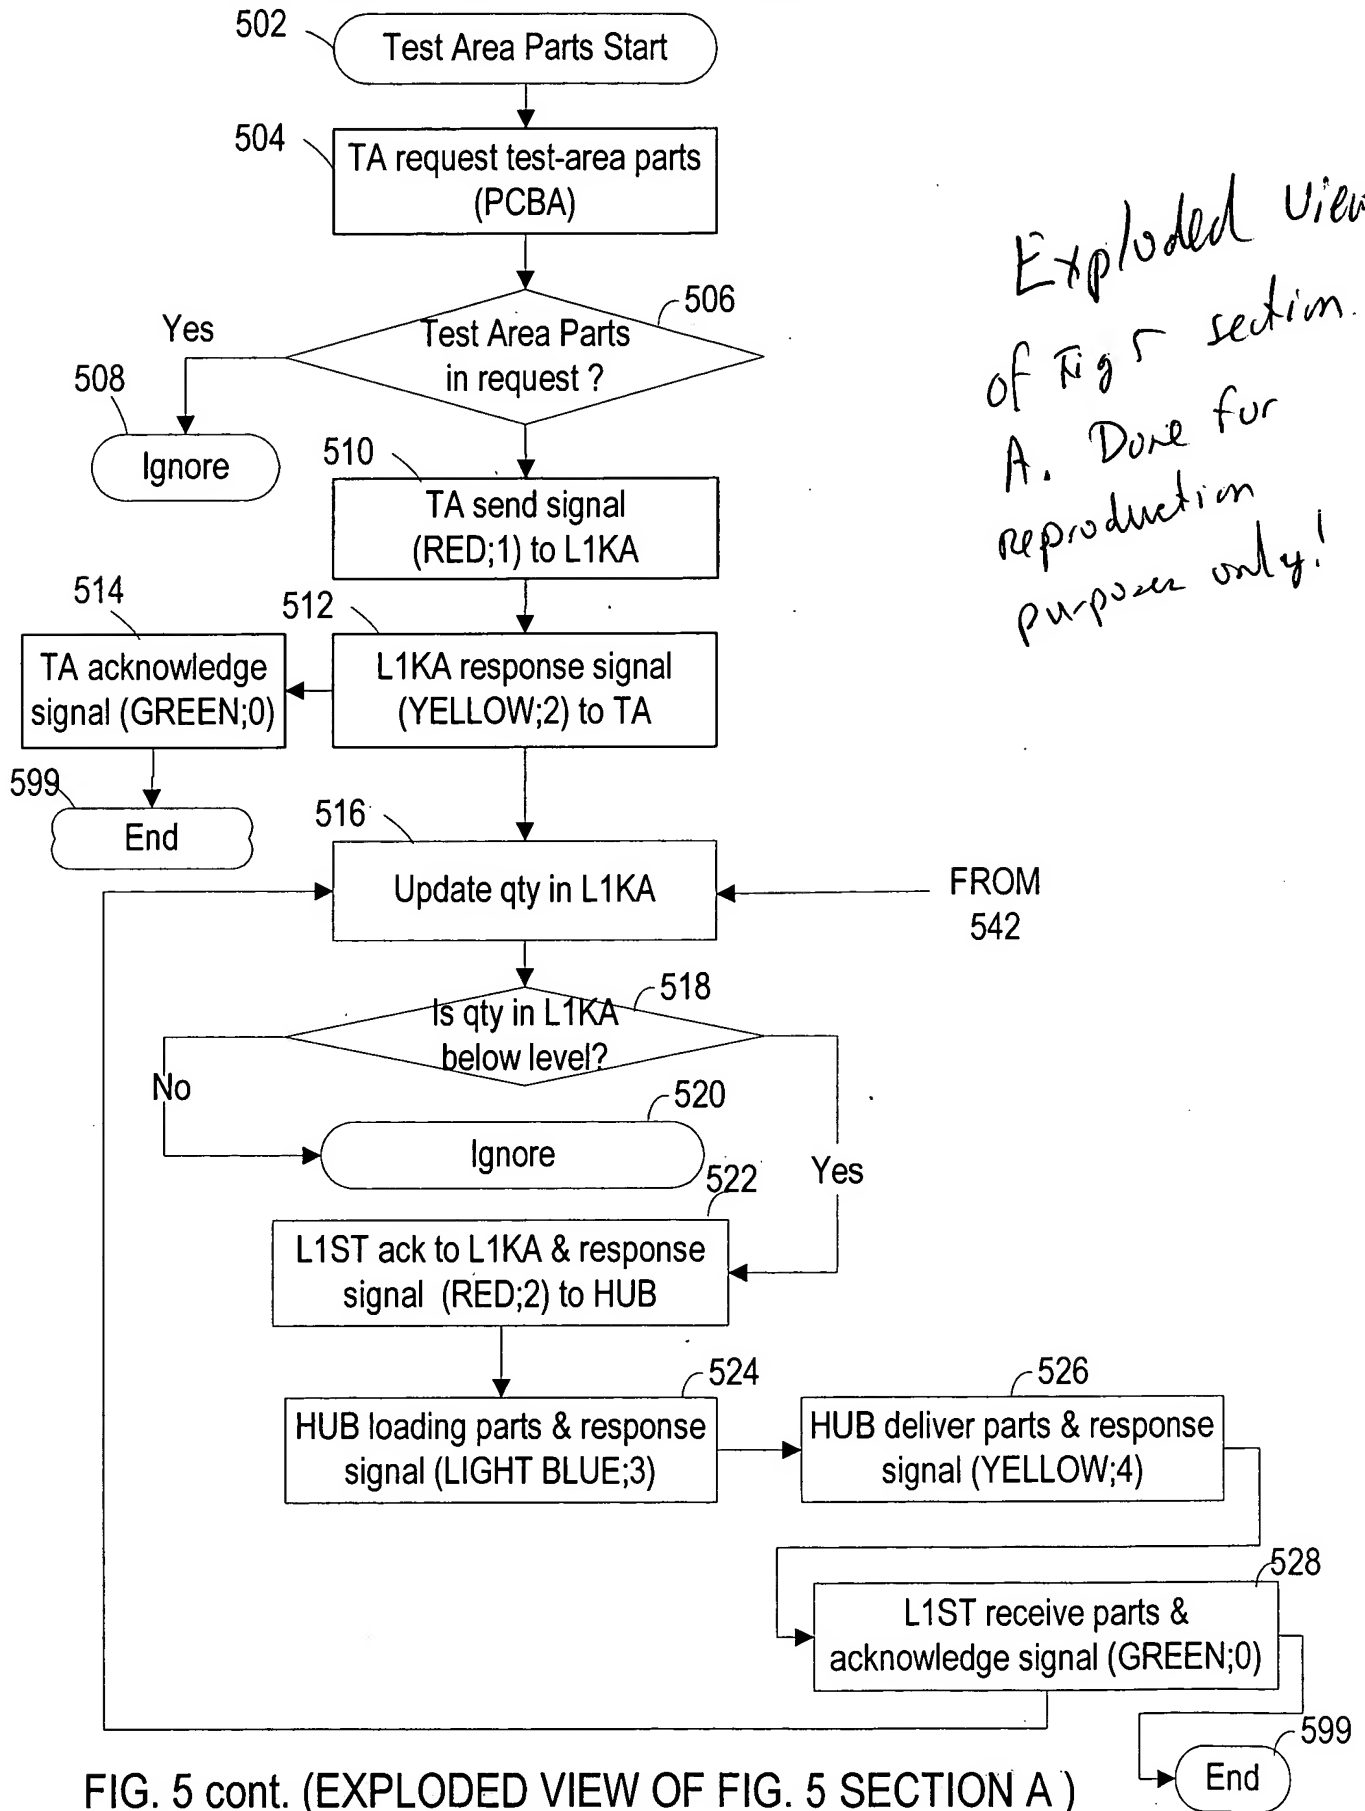 502
Test Area Parts Start
504
TA request test-area parts
(PCBA)
506
Test Area Parts
in request ?
Yes
508
Ignore
510
TA send signal
(RED;1) to L1KA
512
L1KA response signal
(YELLOW;2) to TA
514
TA acknowledge
signal (GREEN;0)
599
End
516
Update qty in L1KA
FROM
542
518
Is qty in L1KA
below level?
No
520
Ignore
Yes
522
L1ST ack to L1KA & response
signal (RED;2) to HUB
524
HUB loading parts & response
signal (LIGHT BLUE;3)
526
HUB deliver parts & response
signal (YELLOW;4)
528
L1ST receive parts &
acknowledge signal (GREEN;0)
599
End
Exploded View
of Fig 5 section
A. Done for
reproduction
purposes only!
FIG. 5 cont. (EXPLODED VIEW OF FIG. 5 SECTION A )